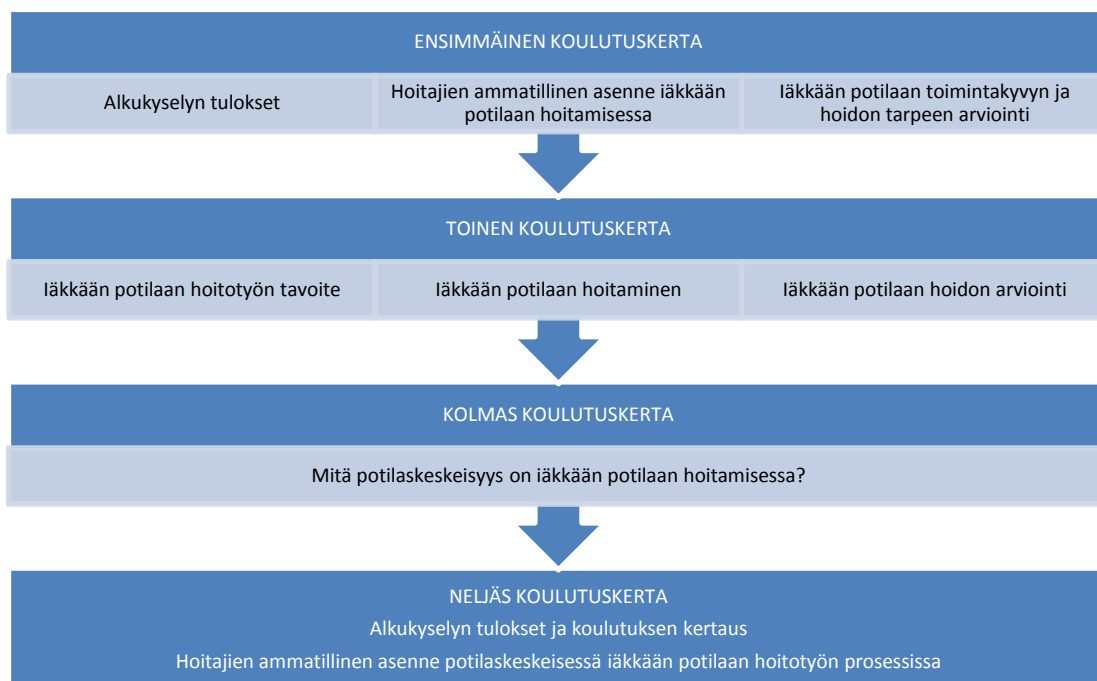 ENSIMMÄINEN KOULUTUSKERTA
Alkukyselyn tulokset
Hoitajien ammatillinen asenne iäkkään
potilaan hoitamisessa
Iäkkään potilaan toimintakyvyn ja
hoidon tarpeen arviointi
TOINEN KOULUTUSKERTA
Iäkkään potilaan hoitotyön tavoite
Iäkkään potilaan hoitaminen
Iäkkään potilaan hoidon arviointi
KOLMAS KOULUTUSKERTA
Mitä potilaskeskeisyys on iäkkään potilaan hoitamisessa?
NELJÄS KOULUTUSKERTA
Alkukyselyn tulokset ja koulutuksen kertaus
Hoitajien ammatillinen asenne potilaskeskeisessä iäkkään potilaan hoitotyön prosessissa